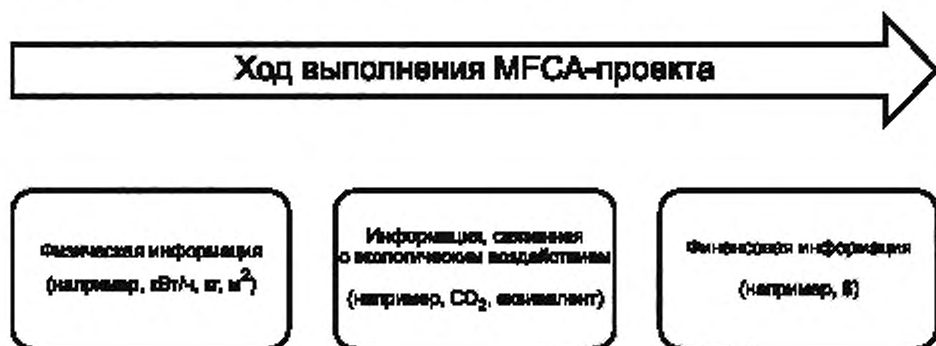 Ход выполнения MFCA-проекта
Физическая информация
(например, кВт/ч, кг, м²)
Информация, связанная
с экологическим воздействием
(например, CO₂, эквивалент)
Финансовая информация
(например, $)